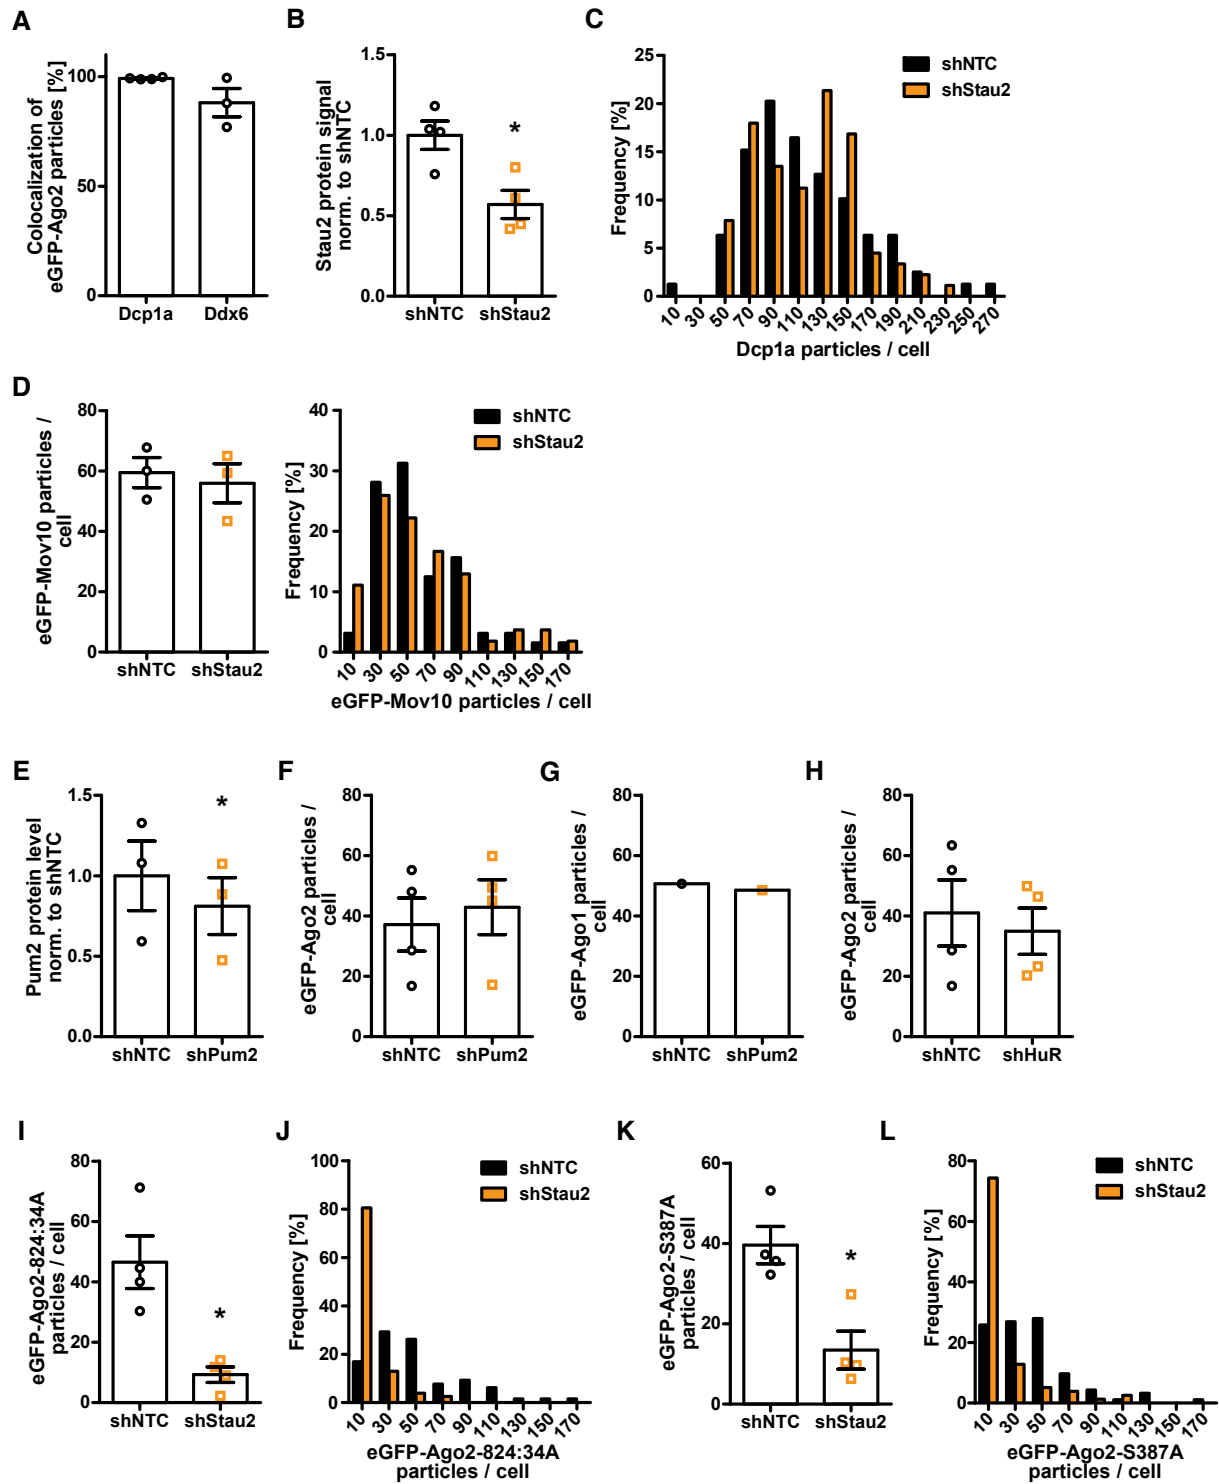 A
Colocalization of
eGFP-Ago2 particles [%]
100
50
0
Dcp1a Ddx6
B
Stau2 protein signal
norm. to shNTC
1.5
1.0
0.5
0.0
*
shNTC shStau2
C
Frequency [%]
25
20
15
10
5
0
shNTC
shStau2
10 30 50 70 90 110 130 150 170 190 210 230 250 270
Dcp1a particles / cell
D
eGFP-Mov10 particles /
cell
80
60
40
20
0
shNTC shStau2
Frequency [%]
40
30
20
10
0
shNTC
shStau2
10 30 50 70 90 110 130 150 170
eGFP-Mov10 particles / cell
E
Pum2 protein level
norm. to shNTC
1.5
1.0
0.5
0.0
*
shNTC shPum2
F
eGFP-Ago2 particles /
cell
80
60
40
20
0
shNTC shPum2
G
eGFP-Ago1 particles /
cell
80
60
40
20
0
shNTC shPum2
H
eGFP-Ago2 particles /
cell
80
60
40
20
0
shNTC shHuR
I
eGFP-Ago2-824:34A
particles / cell
80
60
40
20
0
*
shNTC shStau2
J
Frequency [%]
100
80
60
40
20
0
shNTC
shStau2
10 30 50 70 90 110 130 150 170
eGFP-Ago2-824:34A
particles / cell
K
eGFP-Ago2-S387A
particles / cell
60
40
20
0
*
shNTC shStau2
L
Frequency [%]
80
60
40
20
0
shNTC
shStau2
10 30 50 70 90 110 130 150 170
eGFP-Ago2-S387A
particles / cell